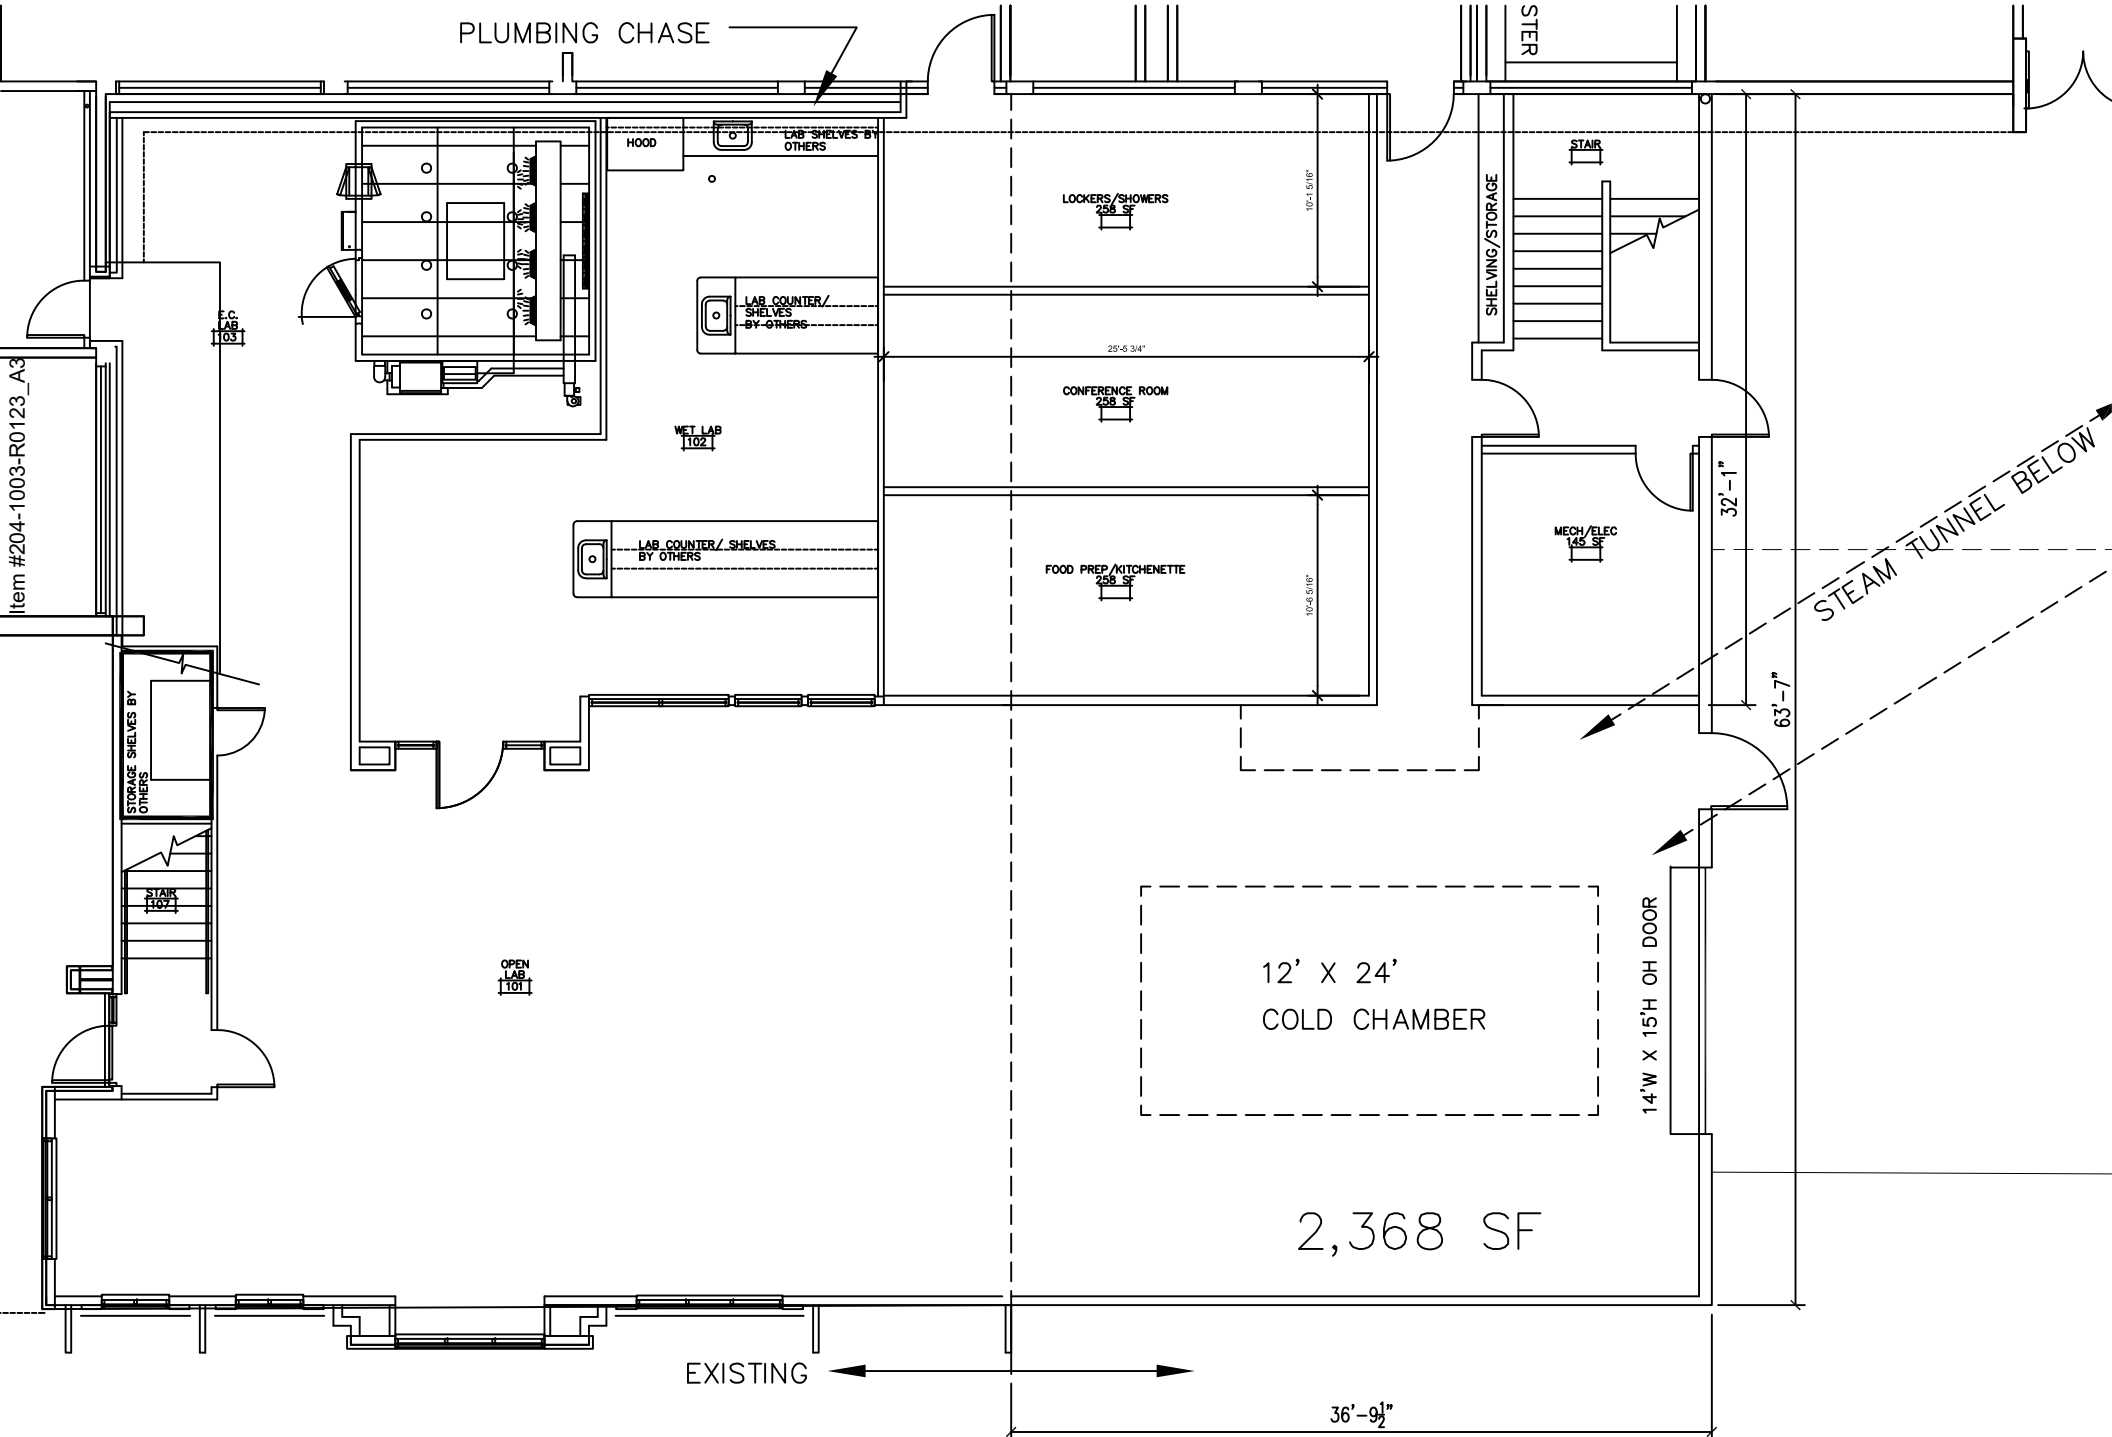 PLUMBING CHASE
STER
HOOD
LAB SHELVES BY
OTHERS
STAIR
LOCKERS/SHOWERS
258 SF
10'-1 5/16"
SHELVING/STORAGE
E.C.
LAB
103
LAB COUNTER/
SHELVES
BY OTHERS
25'-5 3/4"
CONFERENCE ROOM
258 SF
WET LAB
102
Item #204-1003-R0123_A3
32'-1"
STEAM TUNNEL BELOW
MECH/ELEC
145 SF
LAB COUNTER/ SHELVES
BY OTHERS
FOOD PREP/KITCHENETTE
258 SF
10'-6 5/16"
63'-7"
STORAGE SHELVES BY
OTHERS
STAIR
107
OPEN
LAB
101
12' X 24'
COLD CHAMBER
14'W X 15'H OH DOOR
2,368 SF
EXISTING
36'-9½"